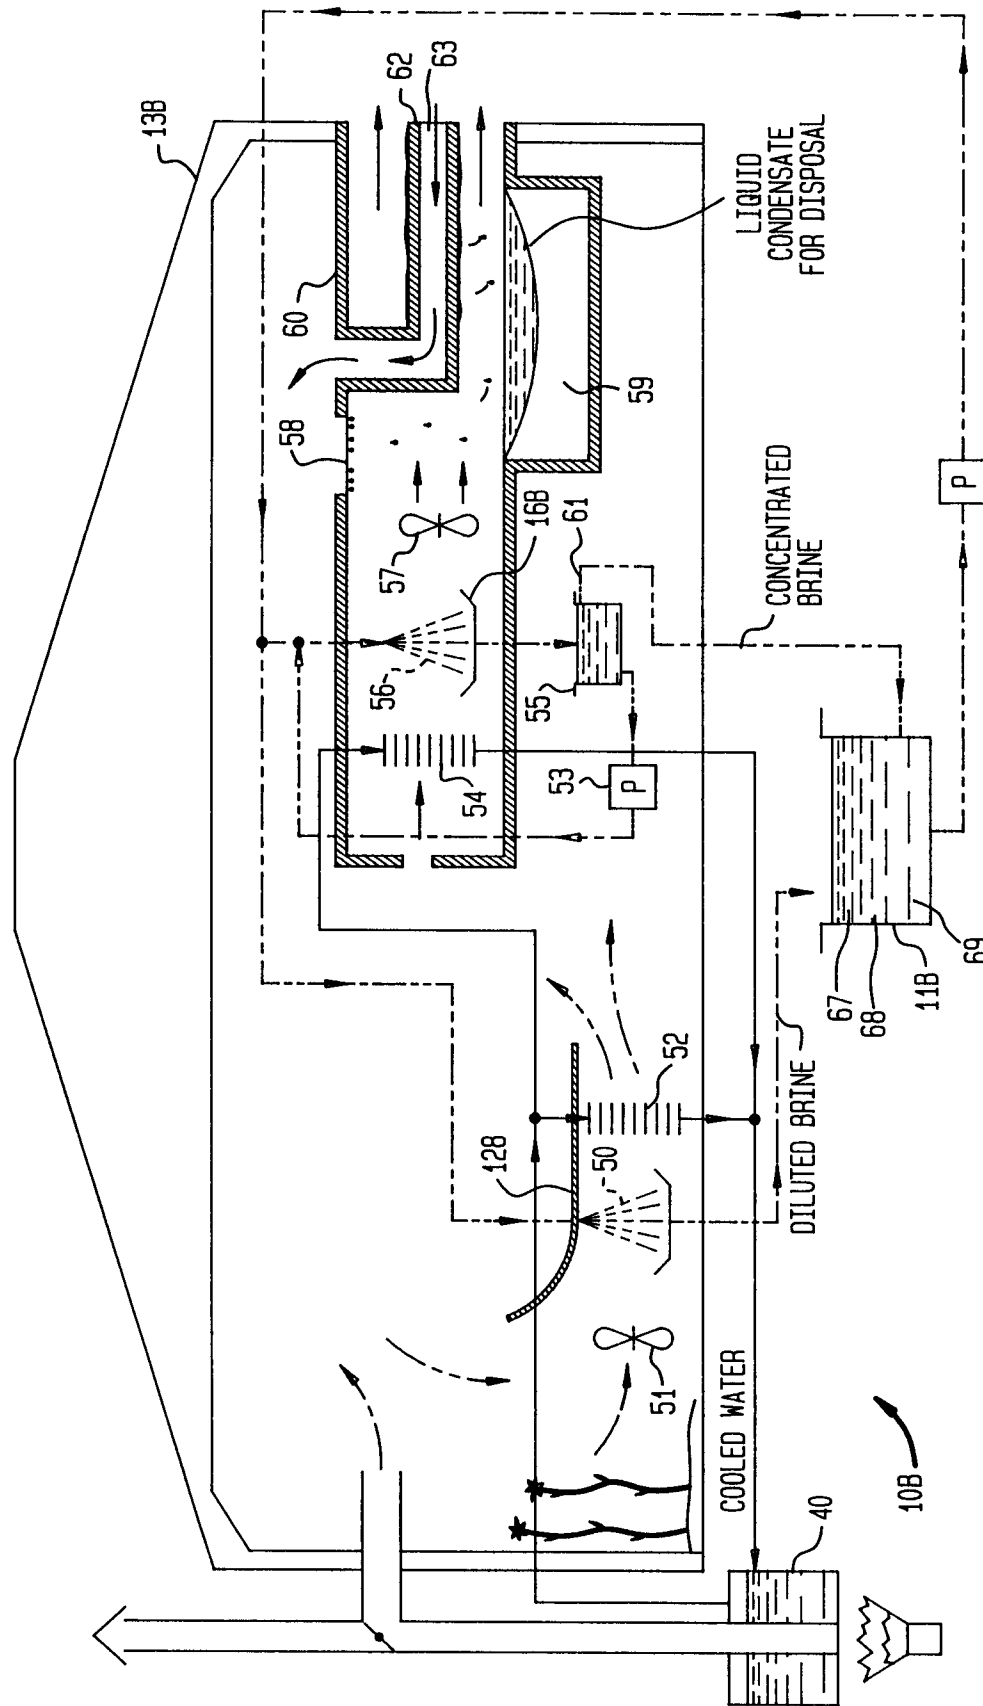 13B
62
63
60
58
57
16B
56
54
55
61
53
P
59
LIQUID
CONDENSATE
FOR DISPOSAL
CONCENTRATED
BRINE
P
12B
50
52
51
67
68
11B
69
DILUTED BRINE
COOLED WATER
40
10B